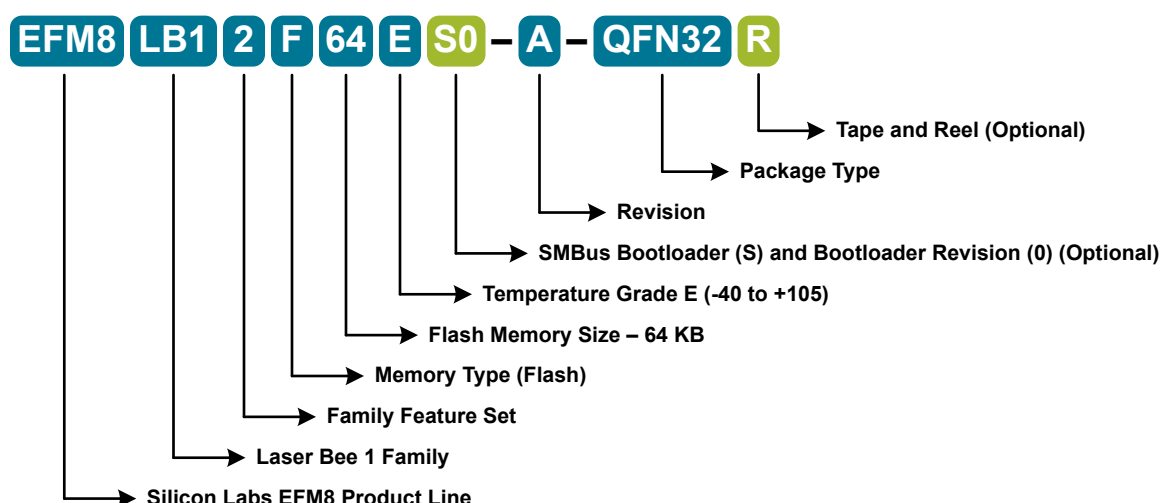 EFM8 LB1 2 F 64 E S0 – A – QFN32 R
Tape and Reel (Optional)
Package Type
Revision
SMBus Bootloader (S) and Bootloader Revision (0) (Optional)
Temperature Grade E (-40 to +105)
Flash Memory Size – 64 KB
Memory Type (Flash)
Family Feature Set
Laser Bee 1 Family
Silicon Labs EFM8 Product Line